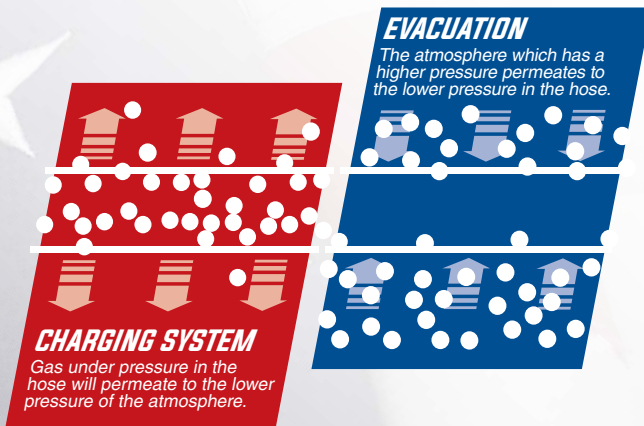 EVACUATION
The atmosphere which has a
higher pressure permeates to
the lower pressure in the hose.
CHARGING SYSTEM
Gas under pressure in the
hose will permeate to the lower
pressure of the atmosphere.